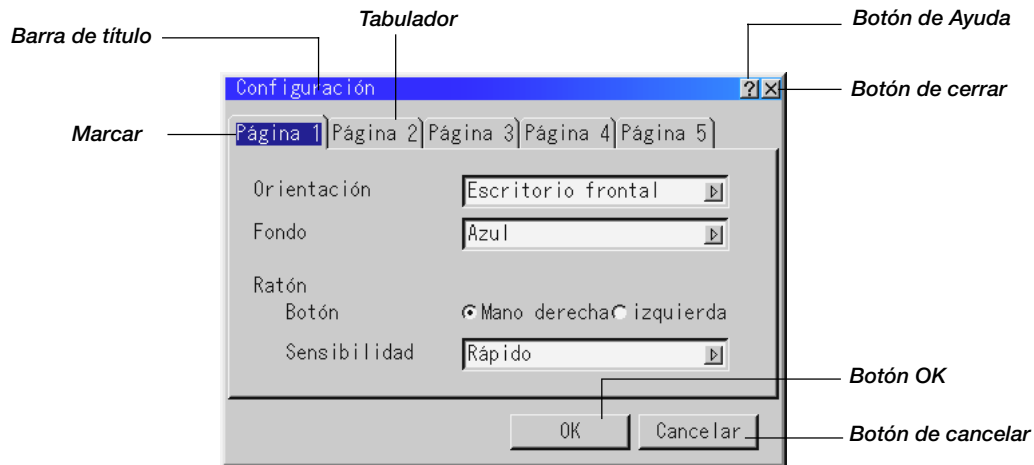 Tabulador
Botón de Ayuda
Barra de título
Configuración
?
Botón de cerrar
Marcar
Página 1 Página 2 Página 3 Página 4 Página 5
Orientación Escritorio frontal
Fondo Azul
Ratón
Botón Mano derecha izquierda
Sensibilidad Rápido
Botón OK
OK Cancelar
Botón de cancelar